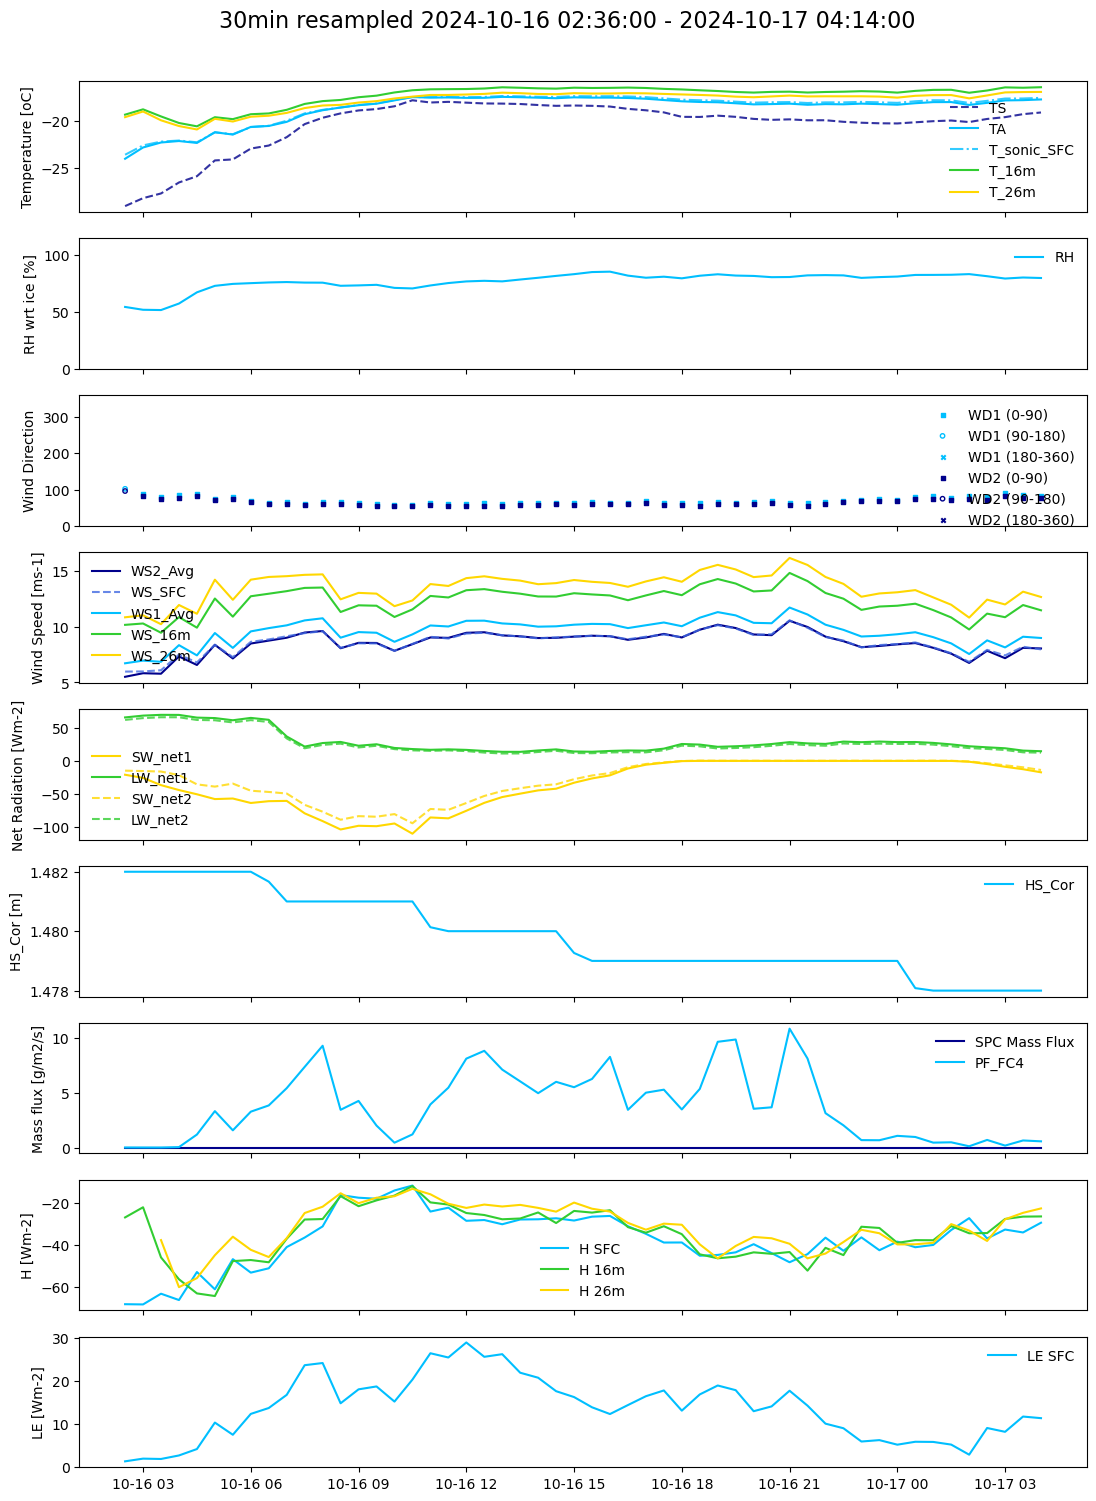 30min resampled 2024-10-16 02:36:00 - 2024-10-17 04:14:00
Temperature [oC]
−20
−25
TS
TA
T_sonic_SFC
T_16m
T_26m
RH wrt ice [%]
100
50
0
RH
Wind Direction
300
200
100
0
WD1 (0-90)
WD1 (90-180)
WD1 (180-360)
WD2 (0-90)
WD2 (90-180)
WD2 (180-360)
Wind Speed [ms-1]
15
10
5
WS2_Avg
WS_SFC
WS1_Avg
WS_16m
WS_26m
Net Radiation [Wm-2]
50
0
−50
−100
SW_net1
LW_net1
SW_net2
LW_net2
HS_Cor [m]
1.482
1.480
1.478
HS_Cor
Mass flux [g/m2/s]
10
5
0
SPC Mass Flux
PF_FC4
H [Wm-2]
−20
−40
−60
H SFC
H 16m
H 26m
LE [Wm-2]
30
20
10
0
LE SFC
10-16 03
10-16 06
10-16 09
10-16 12
10-16 15
10-16 18
10-16 21
10-17 00
10-17 03